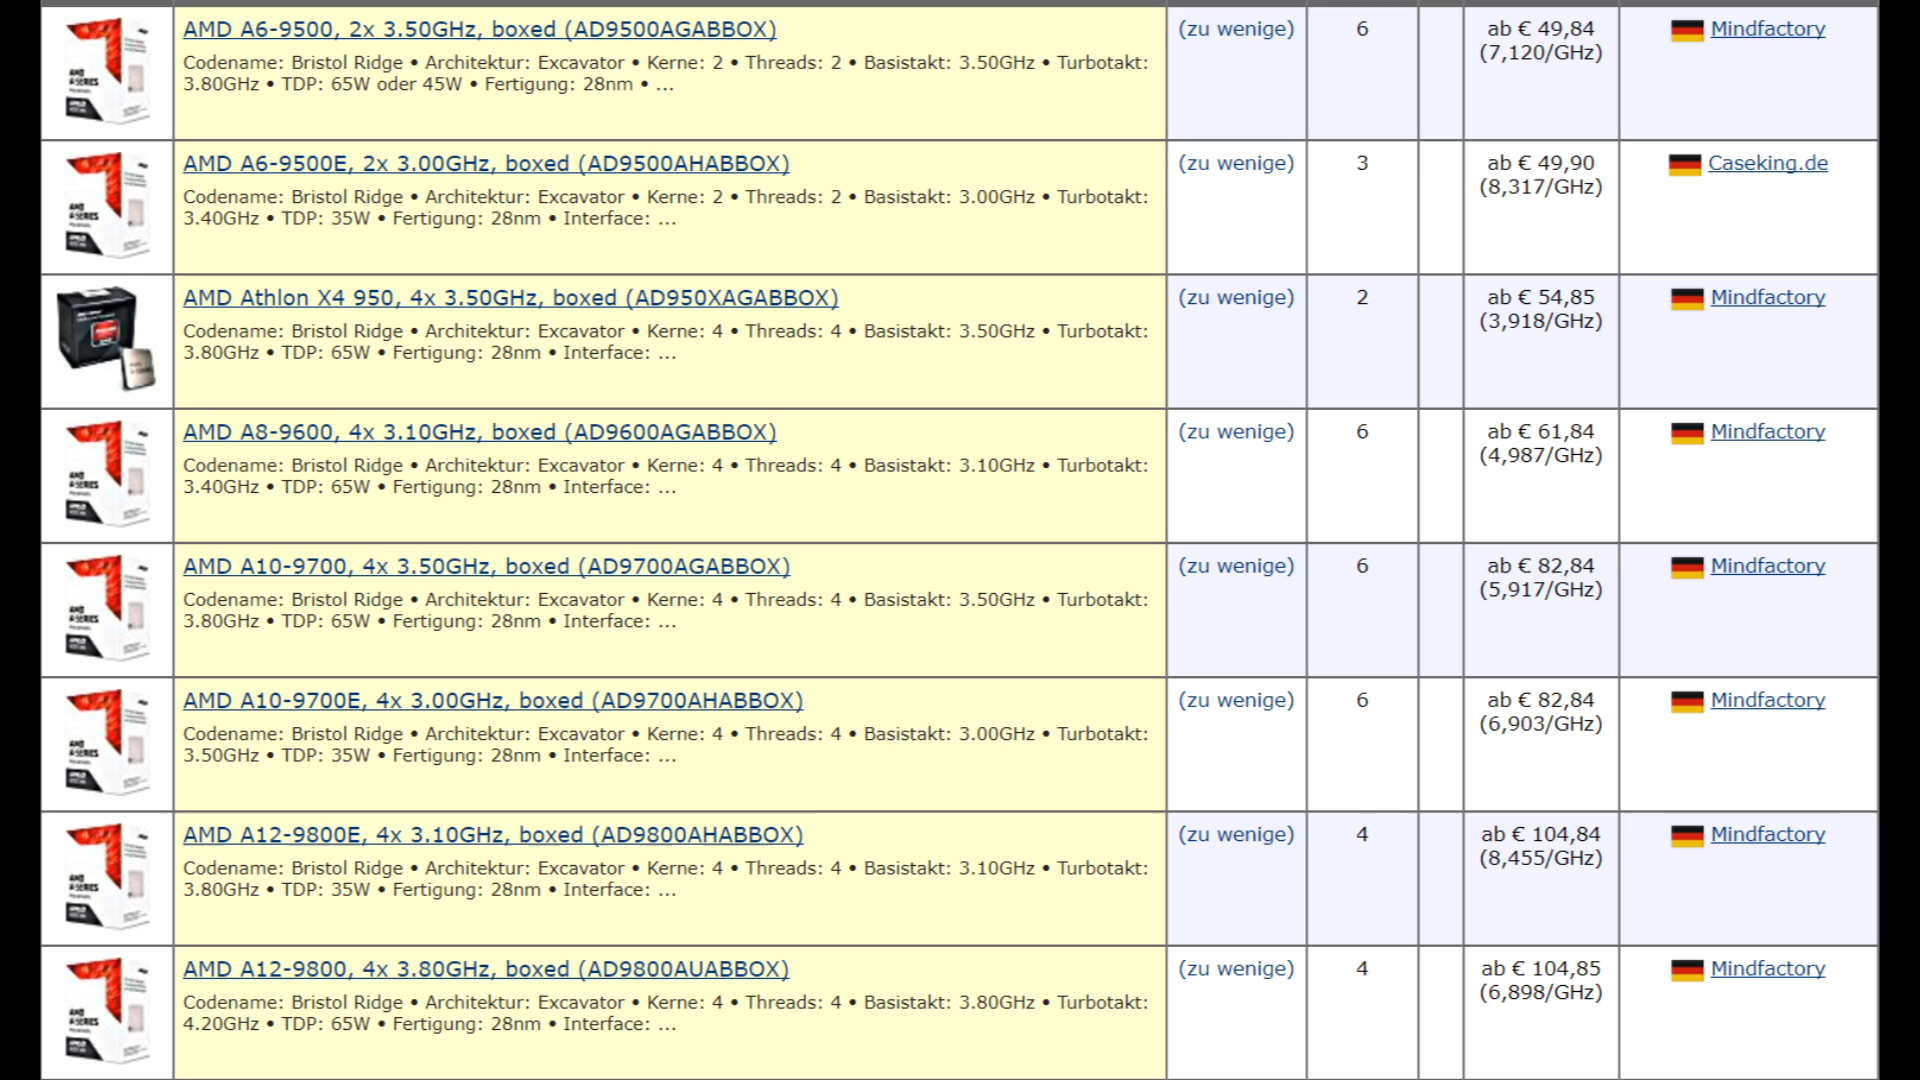 AMD A6-9500, 2x 3.50GHz, boxed (AD9500AGABBOX)
Codename: Bristol Ridge • Architektur: Excavator • Kerne: 2 • Threads: 2 • Basistakt: 3.50GHz • Turbotakt:
3.80GHz • TDP: 65W oder 45W • Fertigung: 28nm • ...
(zu wenige)
6
ab € 49,84
(7,120/GHz)
Mindfactory
AMD A6-9500E, 2x 3.00GHz, boxed (AD9500AHABBOX)
Codename: Bristol Ridge • Architektur: Excavator • Kerne: 2 • Threads: 2 • Basistakt: 3.00GHz • Turbotakt:
3.40GHz • TDP: 35W • Fertigung: 28nm • Interface: ...
(zu wenige)
3
ab € 49,90
(8,317/GHz)
Caseking.de
AMD Athlon X4 950, 4x 3.50GHz, boxed (AD950XAGABBOX)
Codename: Bristol Ridge • Architektur: Excavator • Kerne: 4 • Threads: 4 • Basistakt: 3.50GHz • Turbotakt:
3.80GHz • TDP: 65W • Fertigung: 28nm • Interface: ...
(zu wenige)
2
ab € 54,85
(3,918/GHz)
Mindfactory
AMD A8-9600, 4x 3.10GHz, boxed (AD9600AGABBOX)
Codename: Bristol Ridge • Architektur: Excavator • Kerne: 4 • Threads: 4 • Basistakt: 3.10GHz • Turbotakt:
3.40GHz • TDP: 65W • Fertigung: 28nm • Interface: ...
(zu wenige)
6
ab € 61,84
(4,987/GHz)
Mindfactory
AMD A10-9700, 4x 3.50GHz, boxed (AD9700AGABBOX)
Codename: Bristol Ridge • Architektur: Excavator • Kerne: 4 • Threads: 4 • Basistakt: 3.50GHz • Turbotakt:
3.80GHz • TDP: 65W • Fertigung: 28nm • Interface: ...
(zu wenige)
6
ab € 82,84
(5,917/GHz)
Mindfactory
AMD A10-9700E, 4x 3.00GHz, boxed (AD9700AHABBOX)
Codename: Bristol Ridge • Architektur: Excavator • Kerne: 4 • Threads: 4 • Basistakt: 3.00GHz • Turbotakt:
3.50GHz • TDP: 35W • Fertigung: 28nm • Interface: ...
(zu wenige)
6
ab € 82,84
(6,903/GHz)
Mindfactory
AMD A12-9800E, 4x 3.10GHz, boxed (AD9800AHABBOX)
Codename: Bristol Ridge • Architektur: Excavator • Kerne: 4 • Threads: 4 • Basistakt: 3.10GHz • Turbotakt:
3.80GHz • TDP: 35W • Fertigung: 28nm • Interface: ...
(zu wenige)
4
ab € 104,84
(8,455/GHz)
Mindfactory
AMD A12-9800, 4x 3.80GHz, boxed (AD9800AUABBOX)
Codename: Bristol Ridge • Architektur: Excavator • Kerne: 4 • Threads: 4 • Basistakt: 3.80GHz • Turbotakt:
4.20GHz • TDP: 65W • Fertigung: 28nm • Interface: ...
(zu wenige)
4
ab € 104,85
(6,898/GHz)
Mindfactory